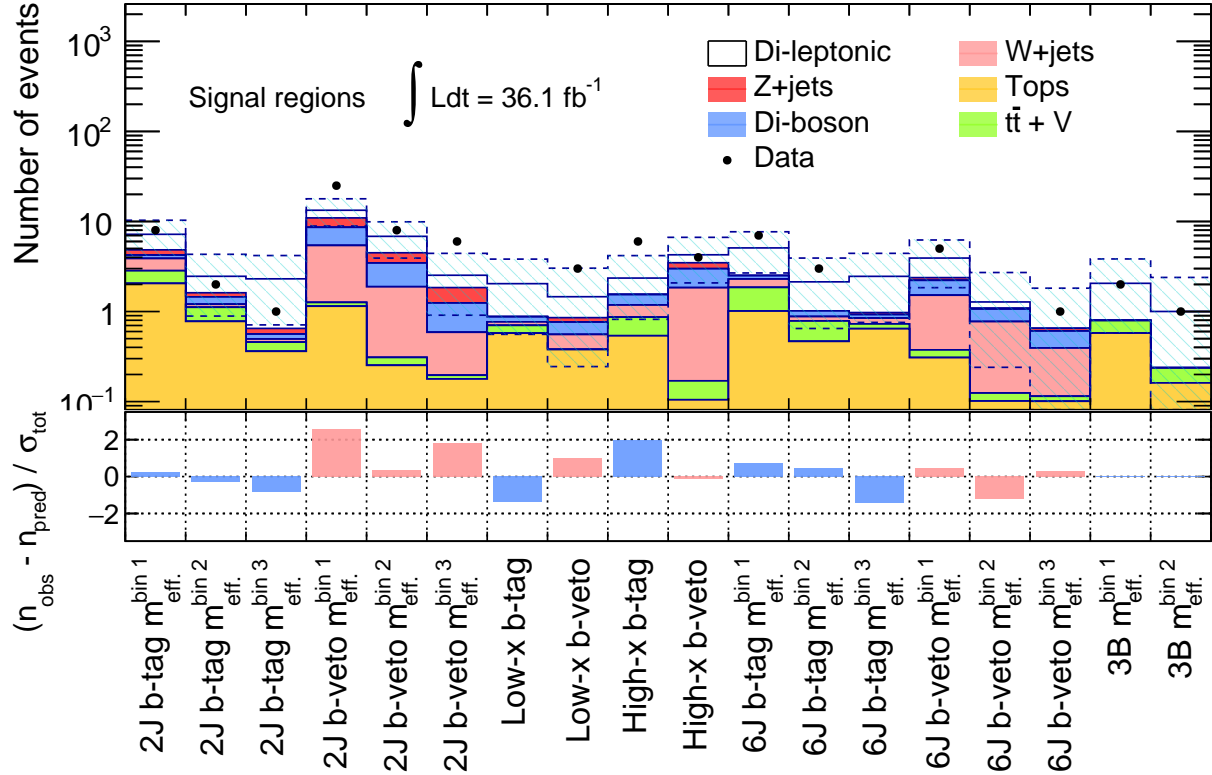 Number of events
10³
10²
10
1
10⁻¹
Signal regions ∫ Ldt = 36.1 fb⁻¹
Di-leptonic
W+jets
Z+jets
Tops
Di-boson
tt̄ + V
Data
(n_obs - n_pred) / σ_tot
2
0
−2
2J b-tag m_eff.^bin 1
2J b-tag m_eff.^bin 2
2J b-tag m_eff.^bin 3
2J b-veto m_eff.^bin 1
2J b-veto m_eff.^bin 2
2J b-veto m_eff.^bin 3
Low-x b-tag
Low-x b-veto
High-x b-tag
High-x b-veto
6J b-tag m_eff.^bin 1
6J b-tag m_eff.^bin 2
6J b-tag m_eff.^bin 3
6J b-veto m_eff.^bin 1
6J b-veto m_eff.^bin 2
6J b-veto m_eff.^bin 3
3B m_eff.^bin 1
3B m_eff.^bin 2